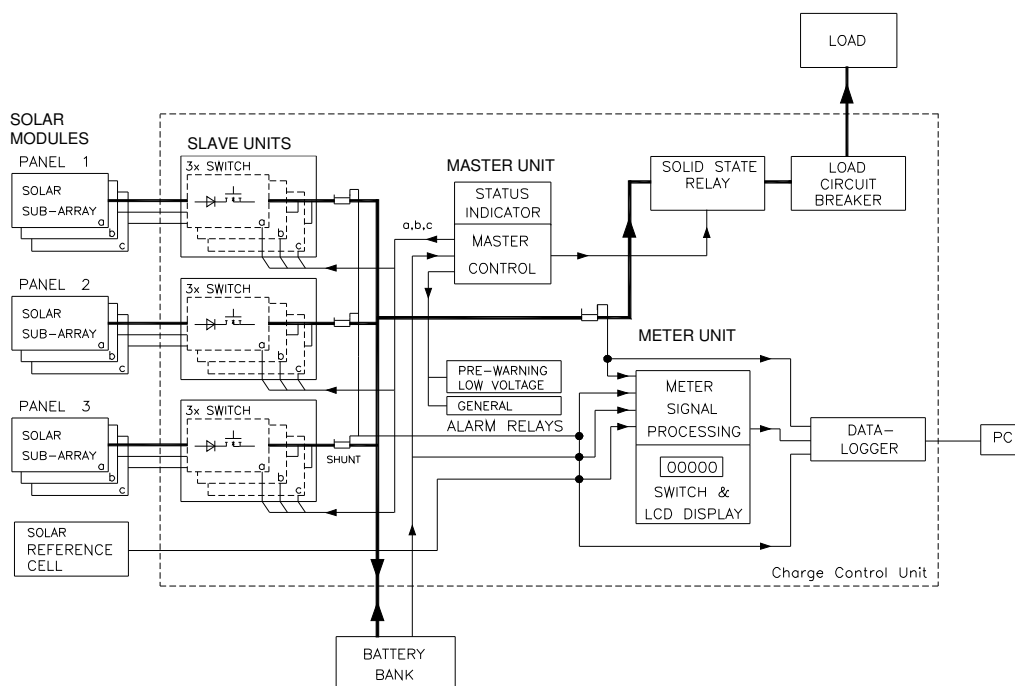 LOAD
SOLAR
MODULES
SLAVE UNITS
PANEL 1
3x SWITCH
SOLAR
SUB-ARRAY
a
b
c
a
b
c
MASTER UNIT
STATUS
INDICATOR
MASTER
CONTROL
a,b,c
SOLID STATE
RELAY
LOAD
CIRCUIT
BREAKER
PANEL 2
3x SWITCH
SOLAR
SUB-ARRAY
a
b
c
a
b
c
METER UNIT
PRE-WARNING
LOW VOLTAGE
GENERAL
ALARM RELAYS
METER
SIGNAL
PROCESSING
00000
SWITCH &
LCD DISPLAY
DATA-
LOGGER
PC
PANEL 3
3x SWITCH
SOLAR
SUB-ARRAY
a
b
c
a
b
c
SHUNT
SOLAR
REFERENCE
CELL
Charge Control Unit
BATTERY
BANK